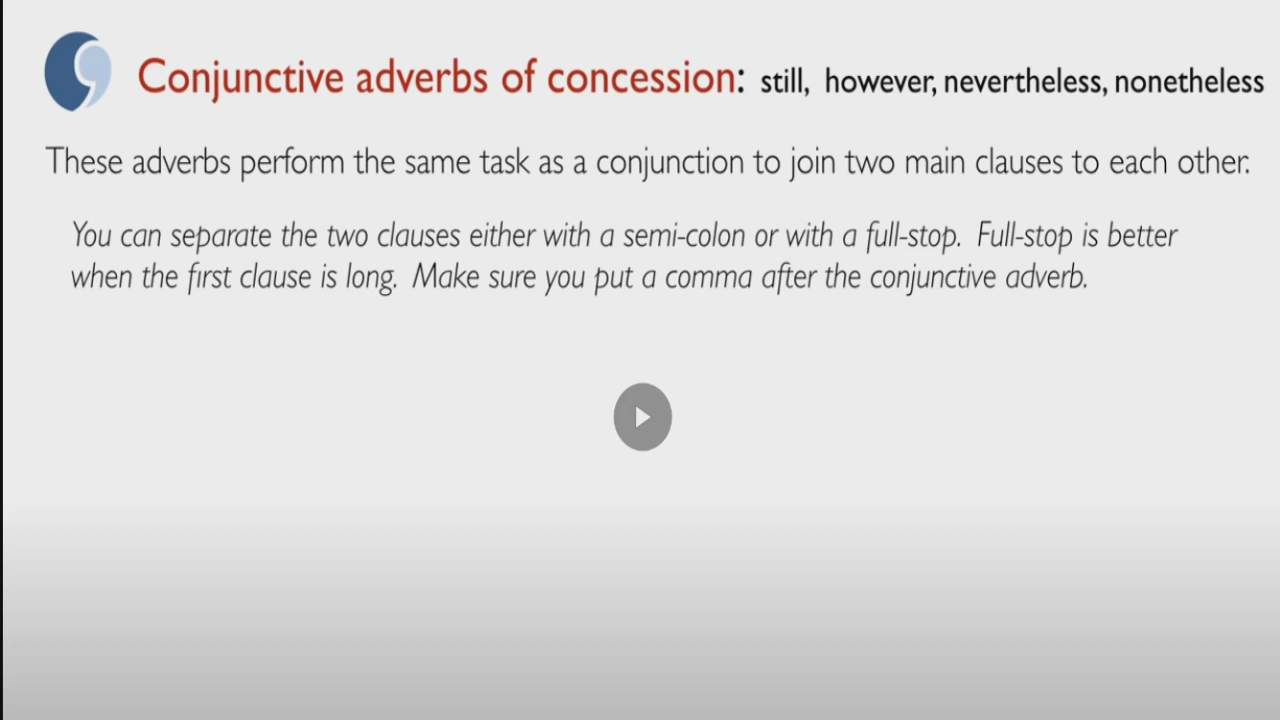 Conjunctive adverbs of concession: still, however, nevertheless, nonetheless
These adverbs perform the same task as a conjunction to join two main clauses to each other.
You can separate the two clauses either with a semi-colon or with a full-stop. Full-stop is better
when the first clause is long. Make sure you put a comma after the conjunctive adverb.